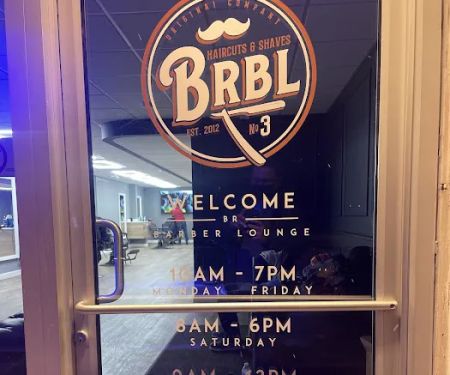 ORIGINAL COMPANY
HAIRCUTS & SHAVES
BRBL
EST. 2012 No 3
WELCOME
BR
BARBER LOUNGE
10AM - 7PM
MONDAY FRIDAY
8AM - 6PM
SATURDAY